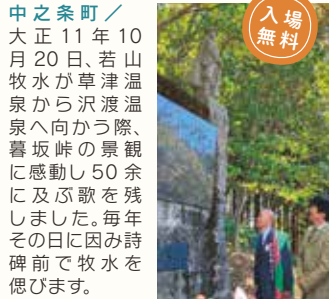 中之条町／
大正11年10
月20日、若山
牧水が草津温
泉から沢渡温
泉へ向かう際、
暮坂峠の景観
に感動し50余
に及ぶ歌を残
しました。毎年
その日に因み詩
碑前で牧水を
偲びます。
入場
無料